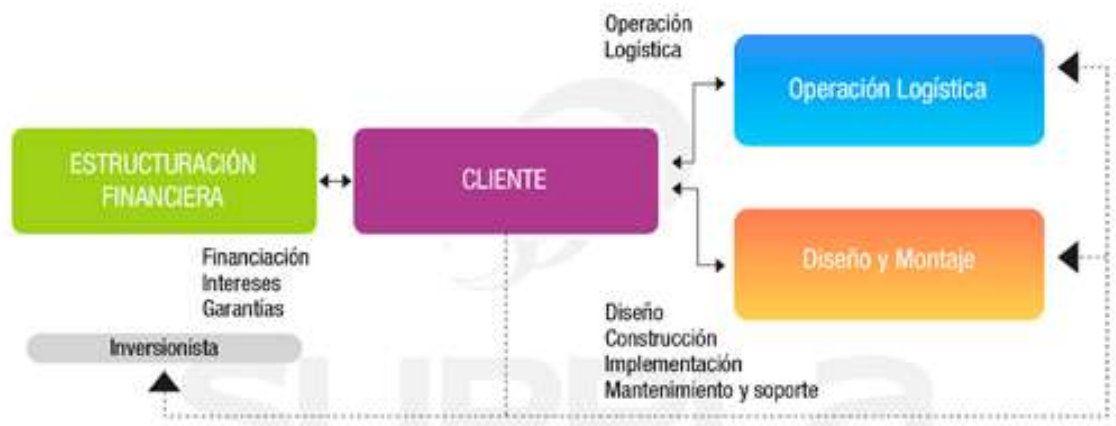 Operación
Logística
Operación Logística
ESTRUCTURACIÓN
FINANCIERA
CLIENTE
Financiación
Intereses
Garantías
Inversionista
Diseño y Montaje
Diseño
Construcción
Implementación
Mantenimiento y soporte